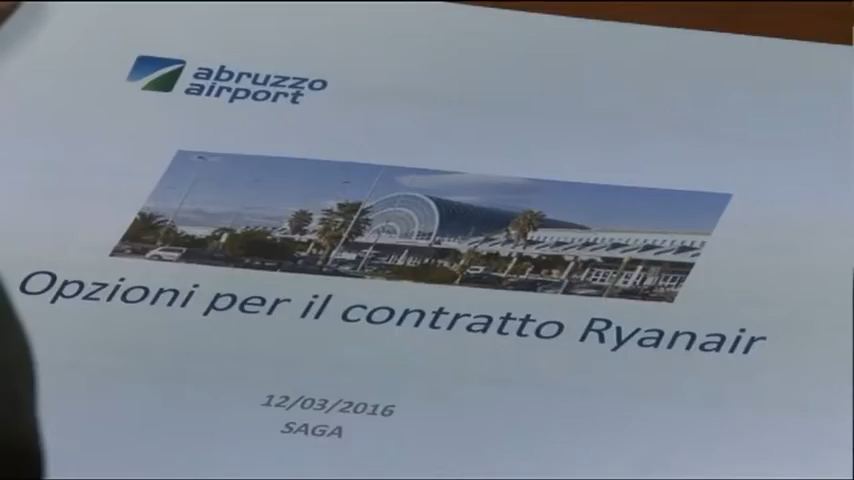 abruzzo
airport
Opzioni per il contratto Ryanair
12/03/2016
SAGA